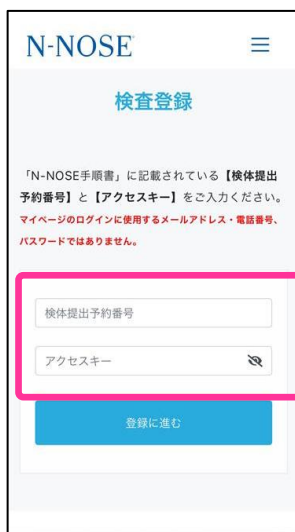 N-NOSE
検査登録
「N-NOSE手順書」に記載されている【検体提出
予約番号】と【アクセスキー】をご入力ください。
マイページのログインに使用するメールアドレス・電話番号、
パスワードではありません。
検体提出予約番号
アクセスキー
登録に進む